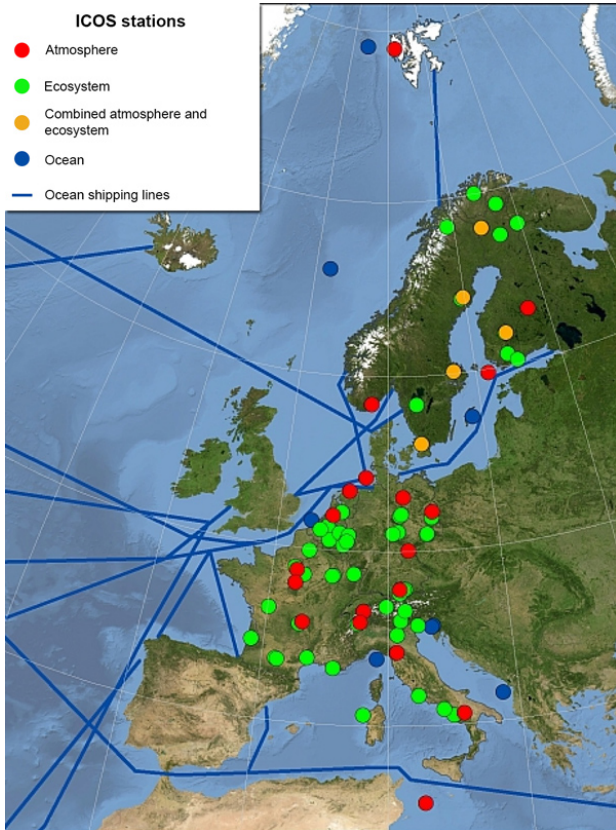 ICOS stations
Atmosphere
Ecosystem
Combined atmosphere and
ecosystem
Ocean
Ocean shipping lines